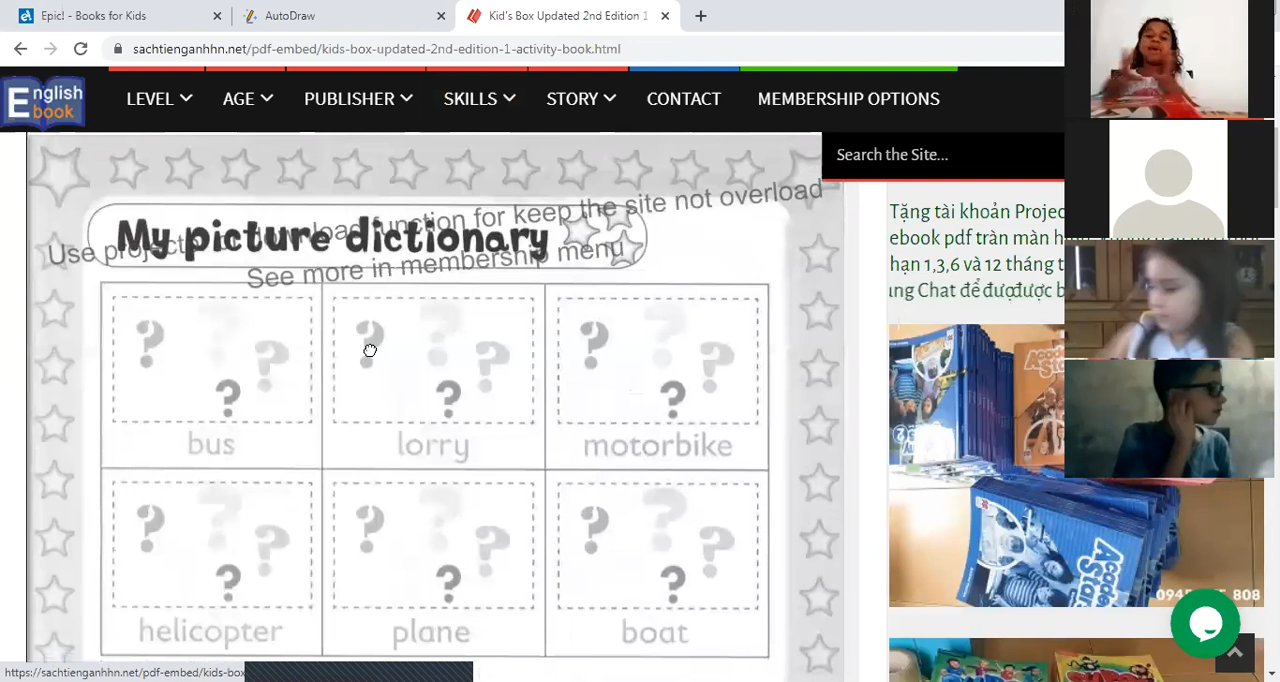 Epic! - Books for Kids
AutoDraw
Kid's Box Updated 2nd Edition 1
sachtienganhhn.net/pdf-embed/kids-box-updated-2nd-edition-1-activity-book.html
English
ebook
LEVEL AGE PUBLISHER SKILLS STORY CONTACT MEMBERSHIP OPTIONS
Search the Site...
function for keep the site not overload
My picture dictionary
See more in membership menu
? ? ? ? ? ? ? ? ? ? ? ?
bus lorry motorbike
? ? ? ? ? ? ? ? ? ? ? ?
helicopter plane boat
Tặng tài khoản
ebook pdf tràn màn
hạn 1,3,6 và 12 tháng
Chat để được
808
https://sachtienganhhn.net/pdf-embed/kids-box